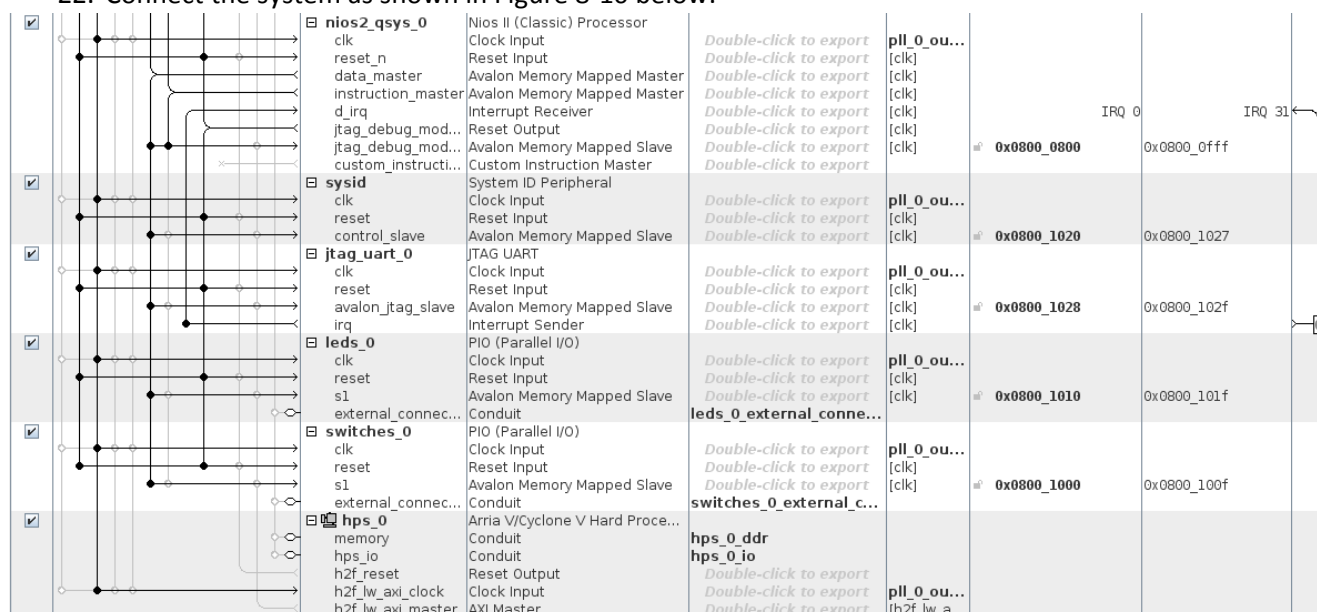 22. Connect the system as shown in Figure 8-10 below:
nios2_qsys_0 Nios II (Classic) Processor
clk Clock Input Double-click to export pll_0_ou...
reset_n Reset Input Double-click to export [clk]
data_master Avalon Memory Mapped Master Double-click to export [clk]
instruction_master Avalon Memory Mapped Master Double-click to export [clk]
d_irq Interrupt Receiver Double-click to export [clk] IRQ 0 IRQ 31
jtag_debug_mod... Reset Output Double-click to export [clk]
jtag_debug_mod... Avalon Memory Mapped Slave Double-click to export [clk] 0x0800_0800 0x0800_0fff
custom_instructi... Custom Instruction Master Double-click to export
sysid System ID Peripheral
clk Clock Input Double-click to export pll_0_ou...
reset Reset Input Double-click to export [clk]
control_slave Avalon Memory Mapped Slave Double-click to export [clk] 0x0800_1020 0x0800_1027
jtag_uart_0 JTAG UART
clk Clock Input Double-click to export pll_0_ou...
reset Reset Input Double-click to export [clk]
avalon_jtag_slave Avalon Memory Mapped Slave Double-click to export [clk] 0x0800_1028 0x0800_102f
irq Interrupt Sender Double-click to export [clk]
leds_0 PIO (Parallel I/O)
clk Clock Input Double-click to export pll_0_ou...
reset Reset Input Double-click to export [clk]
s1 Avalon Memory Mapped Slave Double-click to export [clk] 0x0800_1010 0x0800_101f
external_connec... Conduit leds_0_external_conne...
switches_0 PIO (Parallel I/O)
clk Clock Input Double-click to export pll_0_ou...
reset Reset Input Double-click to export [clk]
s1 Avalon Memory Mapped Slave Double-click to export [clk] 0x0800_1000 0x0800_100f
external_connec... Conduit switches_0_external_c...
hps_0 Arria V/Cyclone V Hard Proce...
memory Conduit hps_0_ddr
hps_io Conduit hps_0_io
h2f_reset Reset Output Double-click to export
h2f_lw_axi_clock Clock Input Double-click to export pll_0_ou...
h2f_lw_axi_master AXI Master Double-click to export [h2f_lw_a...